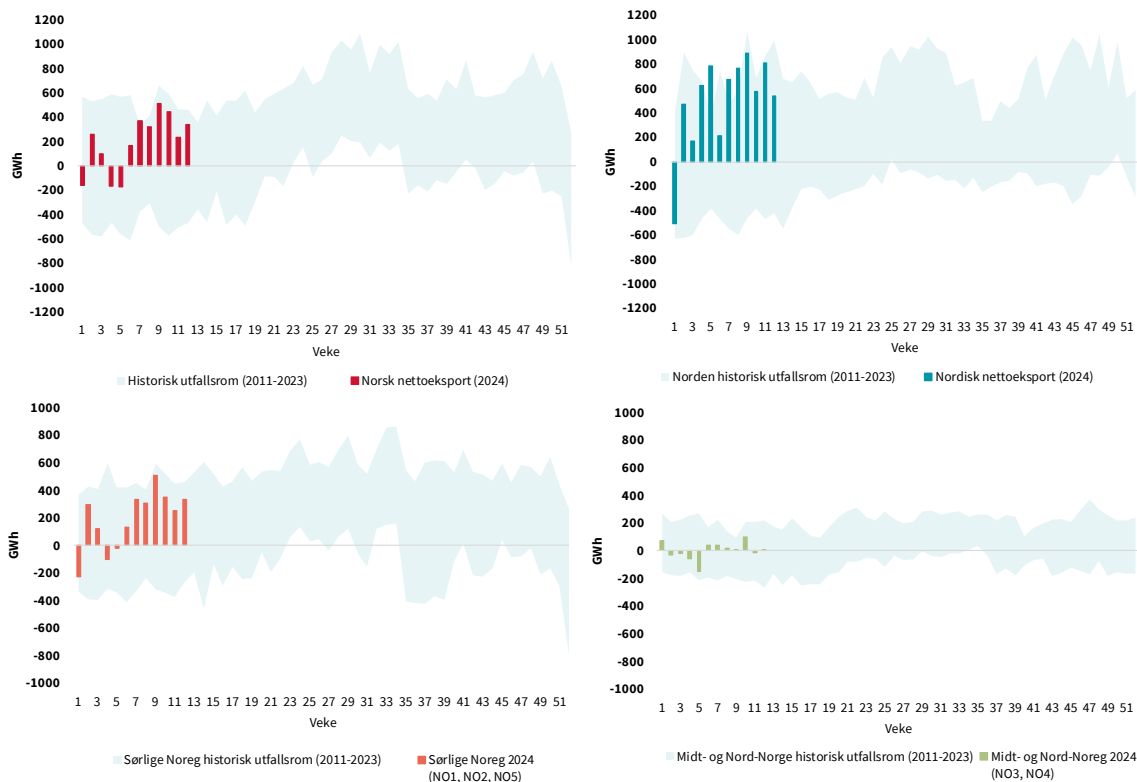 1200
1000
800
600
400
200
0
-200
-400
-600
-800
-1000
-1200
GWh
1 3 5 7 9 11 13 15 17 19 21 23 25 27 29 31 33 35 37 39 41 43 45 47 49 51
Veke
Historisk utfallsrom (2011-2023) Norsk nettoeksport (2024)
1200
1000
800
600
400
200
0
-200
-400
-600
-800
-1000
-1200
GWh
1 3 5 7 9 11 13 15 17 19 21 23 25 27 29 31 33 35 37 39 41 43 45 47 49 51
Veke
Norden historisk utfallsrom (2011-2023) Nordisk nettoeksport (2024)
1000
800
600
400
200
0
-200
-400
-600
-800
-1000
GWh
1 3 5 7 9 11 13 15 17 19 21 23 25 27 29 31 33 35 37 39 41 43 45 47 49 51
Veke
Sørlige Noreg historisk utfallsrom (2011-2023) Sørlige Noreg 2024
(NO1, NO2, NO5)
1000
800
600
400
200
0
-200
-400
-600
-800
-1000
GWh
1 3 5 7 9 11 13 15 17 19 21 23 25 27 29 31 33 35 37 39 41 43 45 47 49 51
Veke
Midt- og Nord-Norge historisk utfallsrom (2011-2023) Midt- og Nord-Noreg 2024
(NO3, NO4)